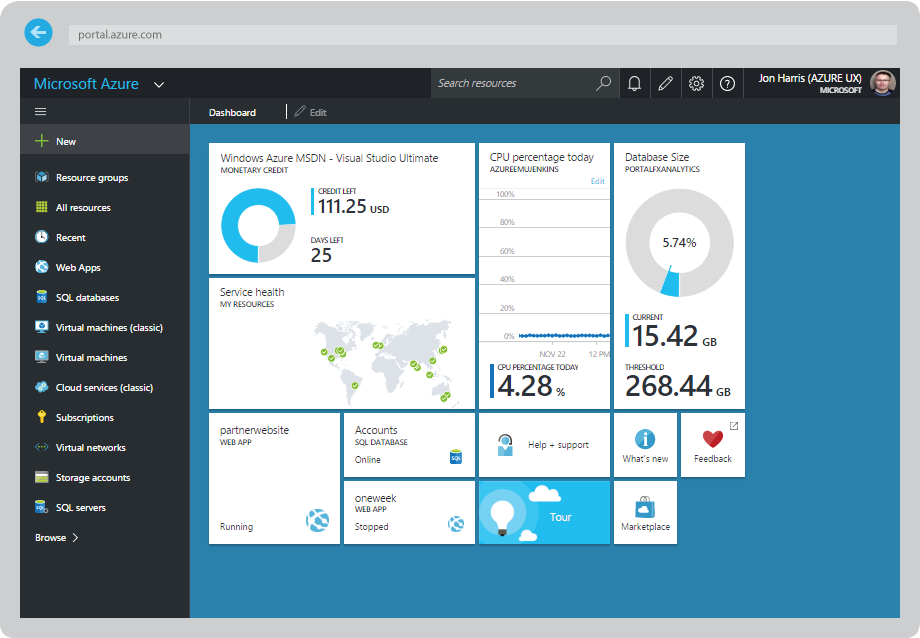 portal.azure.com
Microsoft Azure
Search resources
Jon Harris (AZURE UX)
MICROSOFT
Dashboard
Edit
New
Resource groups
All resources
Recent
Web Apps
SQL databases
Virtual machines (classic)
Virtual machines
Cloud services (classic)
Subscriptions
Virtual networks
Storage accounts
SQL servers
Browse
Windows Azure MSDN - Visual Studio Ultimate
MONETARY CREDIT
CREDIT LEFT
111.25 USD
DAYS LEFT
25
CPU percentage today
AZUREEMUJENKINS
Edit
100%
80%
60%
40%
20%
0%
NOV 22 12 PM
CPU PERCENTAGE TODAY
4.28 %
Database Size
PORTALFXANALYTICS
5.74%
CURRENT
15.42 GB
THRESHOLD
268.44 GB
Service health
MY RESOURCES
partnerwebsite
WEB APP
Running
Accounts
SQL DATABASE
Online
SQL
Help + support
What's new
Feedback
oneweek
WEB APP
Stopped
Tour
Marketplace